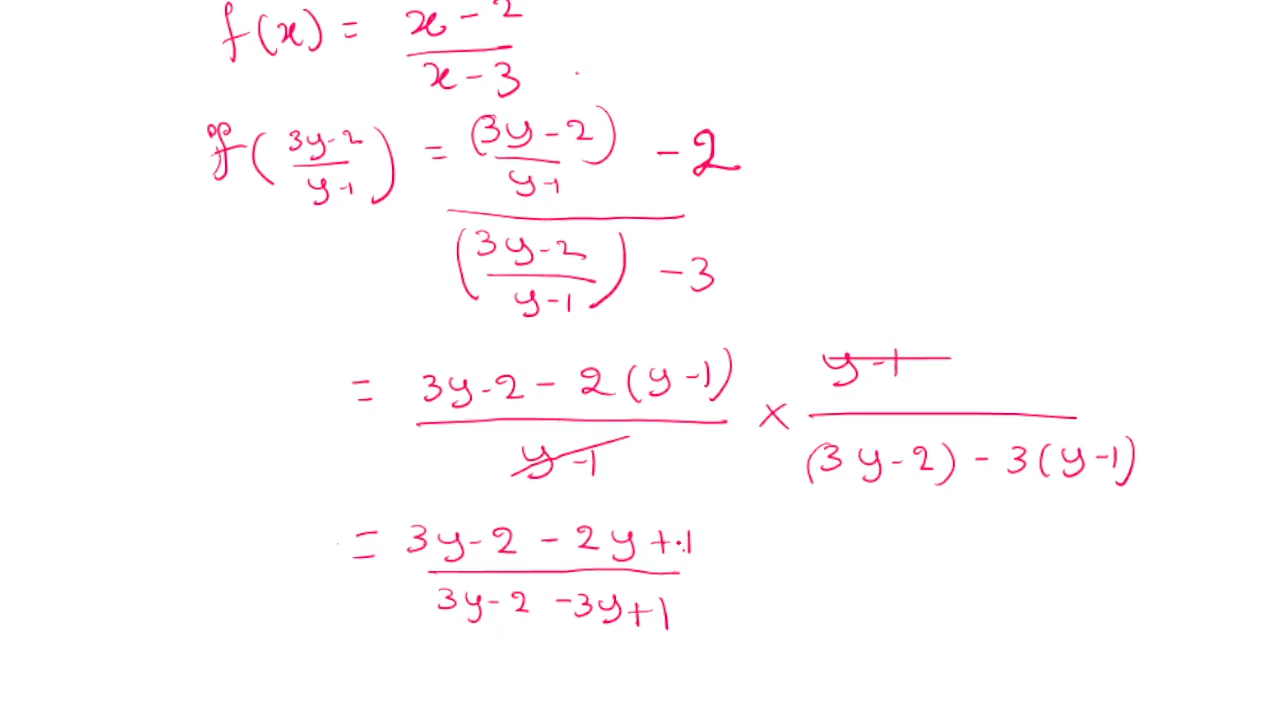 f(x) = x-2 / x-3
f(3y-2 / y-1) = (3y-2 / y-1) - 2 / (3y-2 / y-1) - 3
= 3y-2-2(y-1) / y-1 × y-1 / (3y-2)-3(y-1)
= 3y-2-2y+1 / 3y-2-3y+1